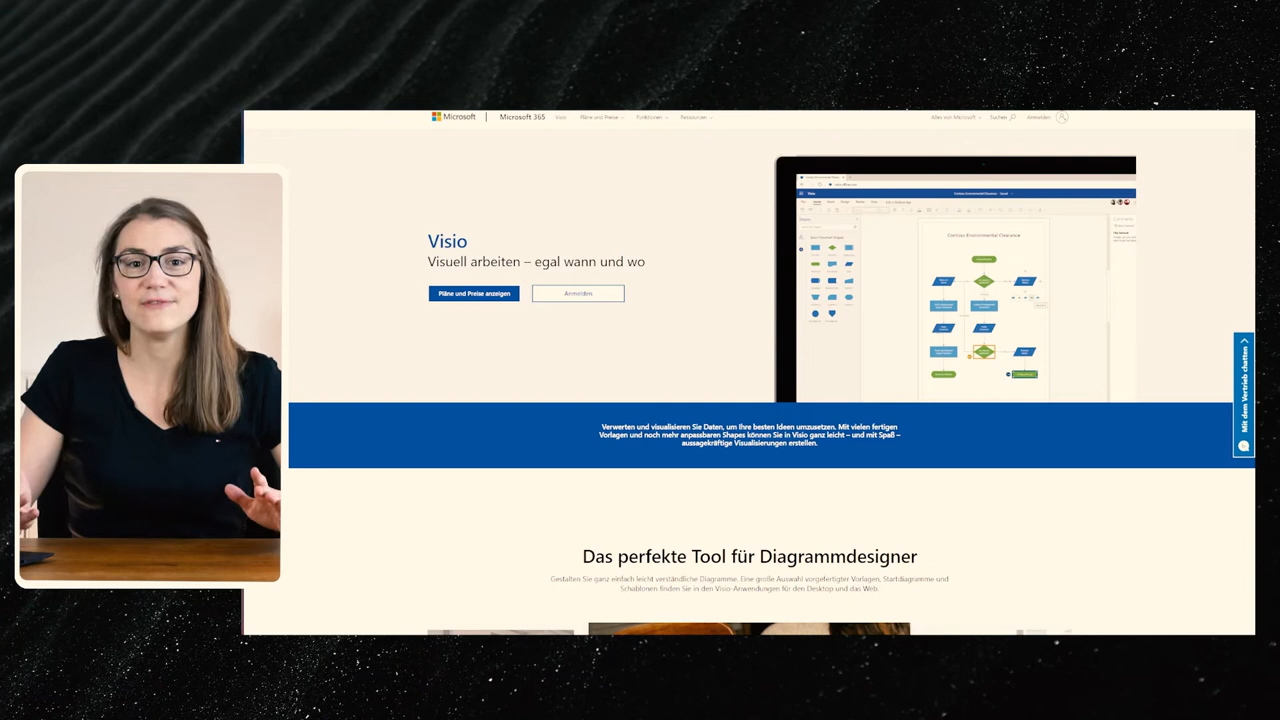 Microsoft
Microsoft 365
Visio
Pläne und Preise
Funktionen
Ressourcen
Alles von Microsoft
Suchen
Anmelden
Visio
Visuell arbeiten – egal wann und wo
Pläne und Preise anzeigen
Anmelden
Contoso Environmental Clearance
Mit dem Vertrieb chatten
Verwerten und visualisieren Sie Daten, um Ihre besten Ideen umzusetzen. Mit vielen fertigen
Vorlagen und noch mehr anpassbaren Shapes können Sie in Visio ganz leicht – und mit Spaß –
aussagekräftige Visualisierungen erstellen.
Das perfekte Tool für Diagrammdesigner
Gestalten Sie ganz einfach leicht verständliche Diagramme. Eine große Auswahl vorgefertigter Vorlagen, Startdiagramme und
Schablonen finden Sie in den Visio-Anwendungen für den Desktop und das Web.